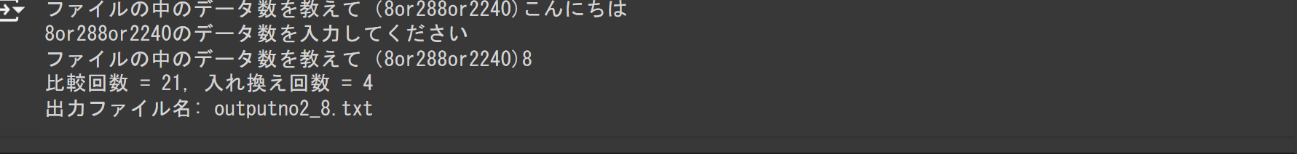 ファイルの中のデータ数を教えて (8or288or2240)こんにちは
8or288or2240のデータ数を入力してください
ファイルの中のデータ数を教えて (8or288or2240)8
比較回数 = 21, 入れ換え回数 = 4
出力ファイル名: outputno2_8.txt